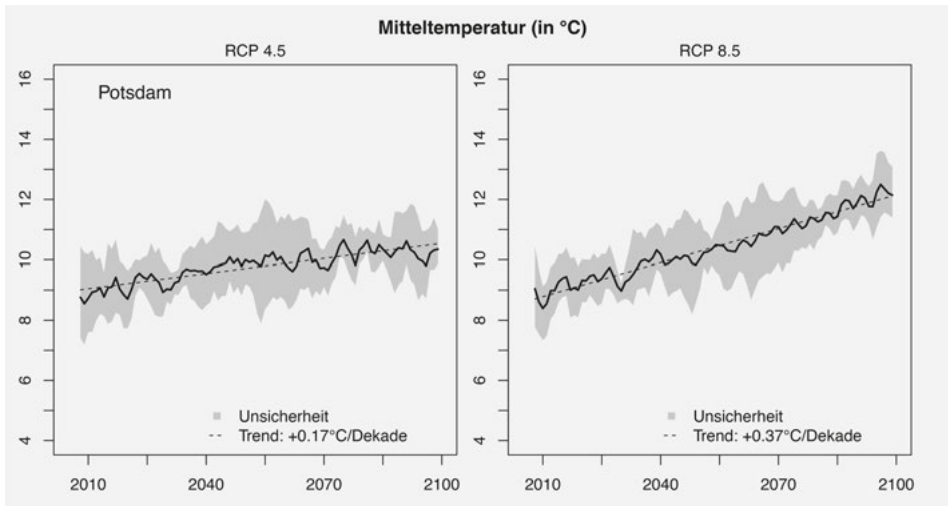 Mitteltemperatur (in °C)
RCP 4.5
RCP 8.5
16
14
12
10
8
6
4
Potsdam
Unsicherheit
Trend: +0.17°C/Dekade
2010 2040 2070 2100
16
14
12
10
8
6
4
Unsicherheit
Trend: +0.37°C/Dekade
2010 2040 2070 2100